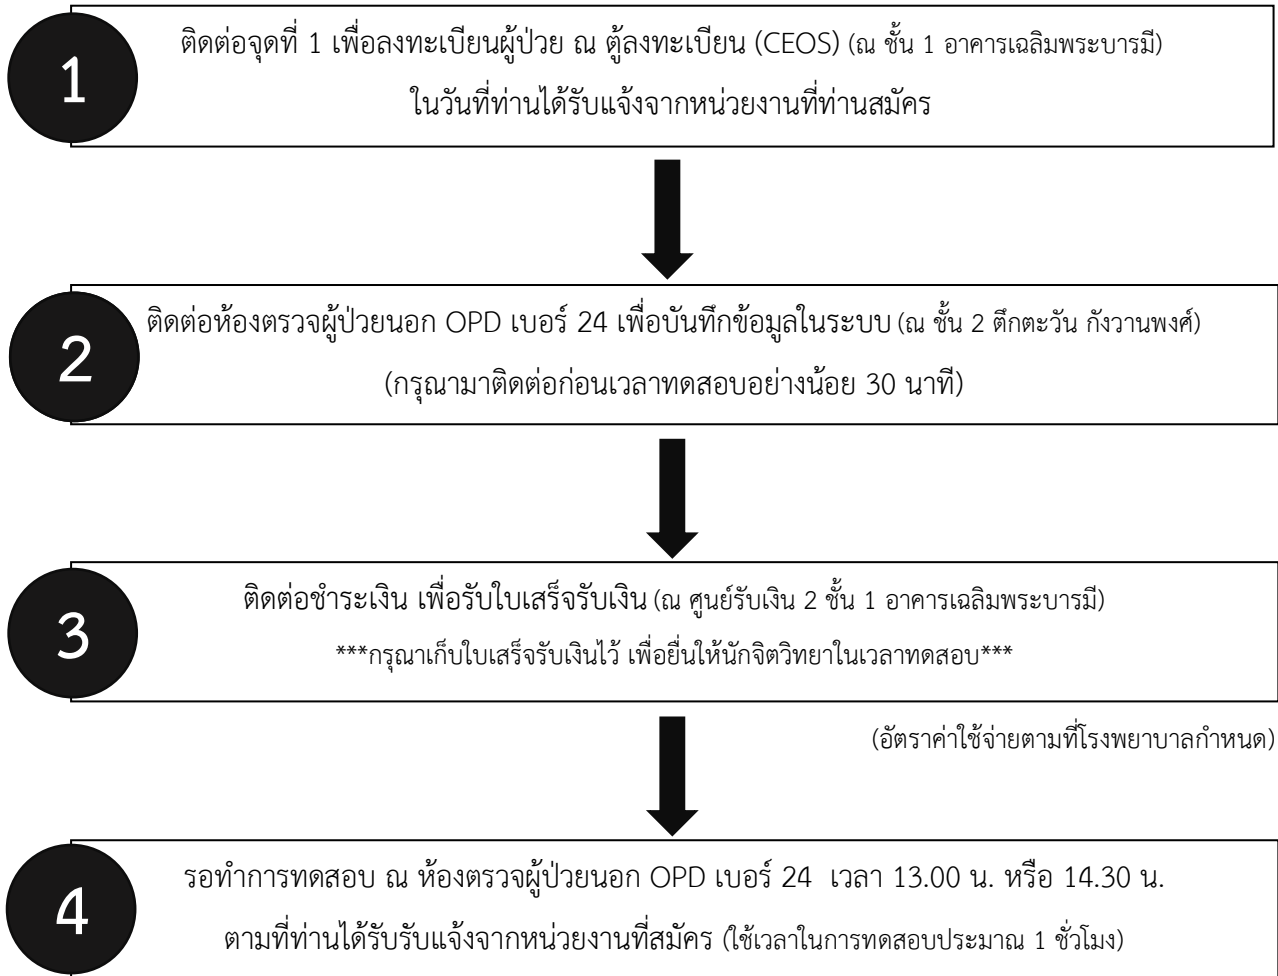 1
ติดต่อจุดที่ 1 เพื่อลงทะเบียนผู้ป่วย ณ ตู้ลงทะเบียน (CEOS) (ณ ชั้น 1 อาคารเฉลิมพระบารมี)
ในวันที่ท่านได้รับแจ้งจากหน่วยงานที่ท่านสมัคร
2
ติดต่อห้องตรวจผู้ป่วยนอก OPD เบอร์ 24 เพื่อบันทึกข้อมูลในระบบ (ณ ชั้น 2 ตึกตะวัน กังวานพงศ์)
(กรุณามาติดต่อก่อนเวลาทดสอบอย่างน้อย 30 นาที)
3
ติดต่อชำระเงิน เพื่อรับใบเสร็จรับเงิน (ณ ศูนย์รับเงิน 2 ชั้น 1 อาคารเฉลิมพระบารมี)
***กรุณาเก็บใบเสร็จรับเงินไว้ เพื่อยื่นให้นักจิตวิทยาในเวลาทดสอบ***
(อัตราค่าใช้จ่ายตามที่โรงพยาบาลกำหนด)
4
รอทำการทดสอบ ณ ห้องตรวจผู้ป่วยนอก OPD เบอร์ 24 เวลา 13.00 น. หรือ 14.30 น.
ตามที่ท่านได้รับรับแจ้งจากหน่วยงานที่สมัคร (ใช้เวลาในการทดสอบประมาณ 1 ชั่วโมง)